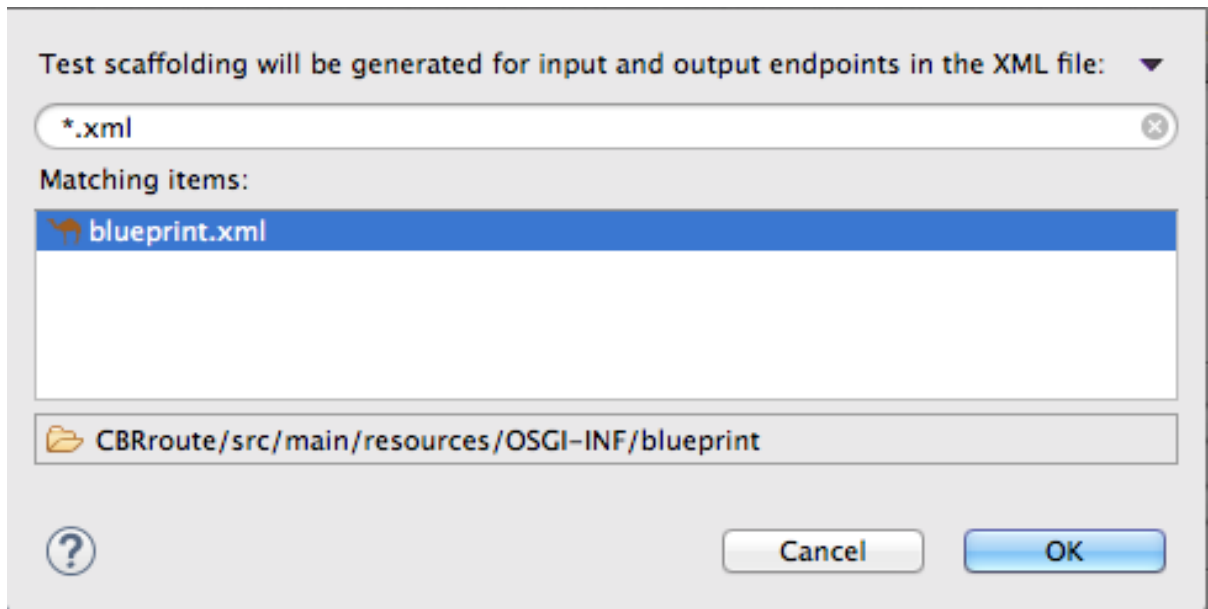 Test scaffolding will be generated for input and output endpoints in the XML file:
*.xml
Matching items:
blueprint.xml
CBRroute/src/main/resources/OSGI-INF/blueprint
?
Cancel
OK